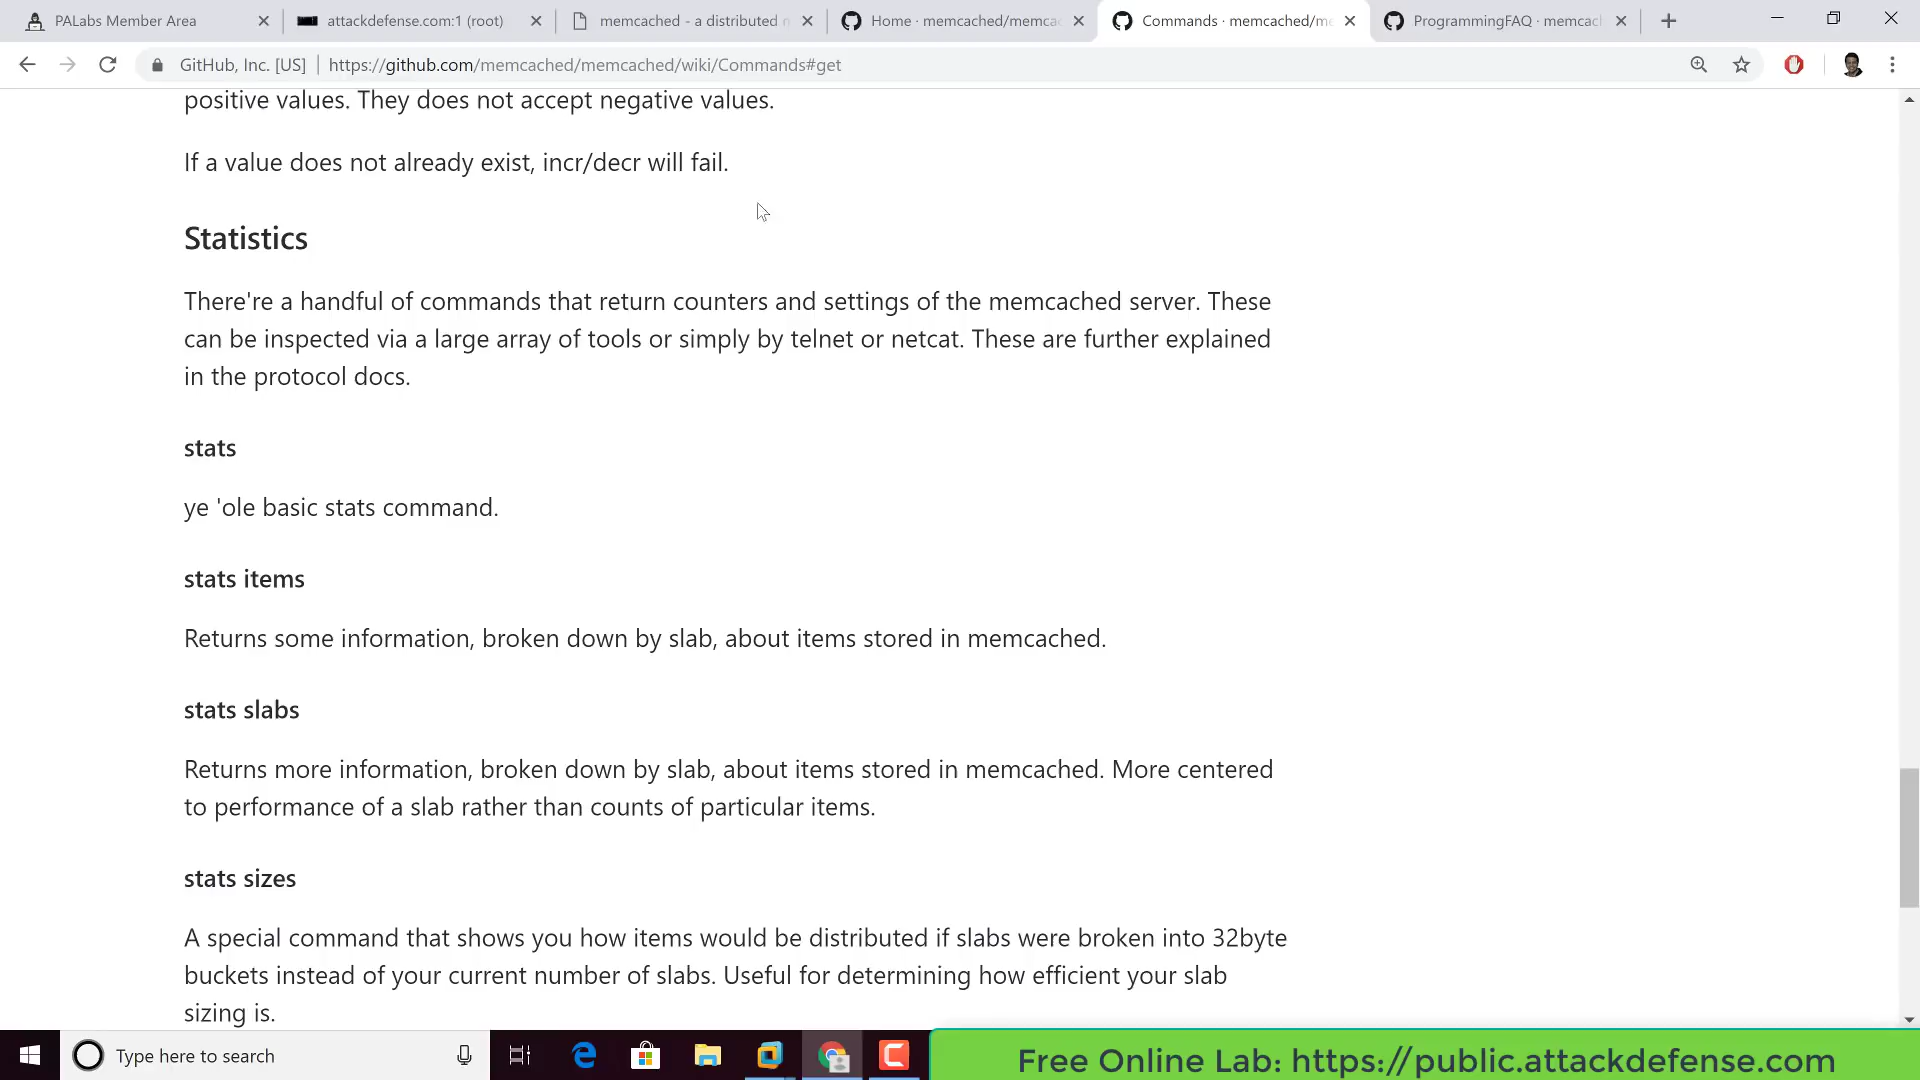 PALabs Member Area
attackdefense.com:1 (root)
memcached - a distributed
Home · memcached/memcac
Commands · memcached/me
ProgrammingFAQ · memcach
GitHub, Inc. [US]
https://github.com/memcached/memcached/wiki/Commands#get
positive values. They does not accept negative values.
If a value does not already exist, incr/decr will fail.
Statistics
There're a handful of commands that return counters and settings of the memcached server. These
can be inspected via a large array of tools or simply by telnet or netcat. These are further explained
in the protocol docs.
stats
ye 'ole basic stats command.
stats items
Returns some information, broken down by slab, about items stored in memcached.
stats slabs
Returns more information, broken down by slab, about items stored in memcached. More centered
to performance of a slab rather than counts of particular items.
stats sizes
A special command that shows you how items would be distributed if slabs were broken into 32byte
buckets instead of your current number of slabs. Useful for determining how efficient your slab
sizing is.
Type here to search
Free Online Lab: https://public.attackdefense.com